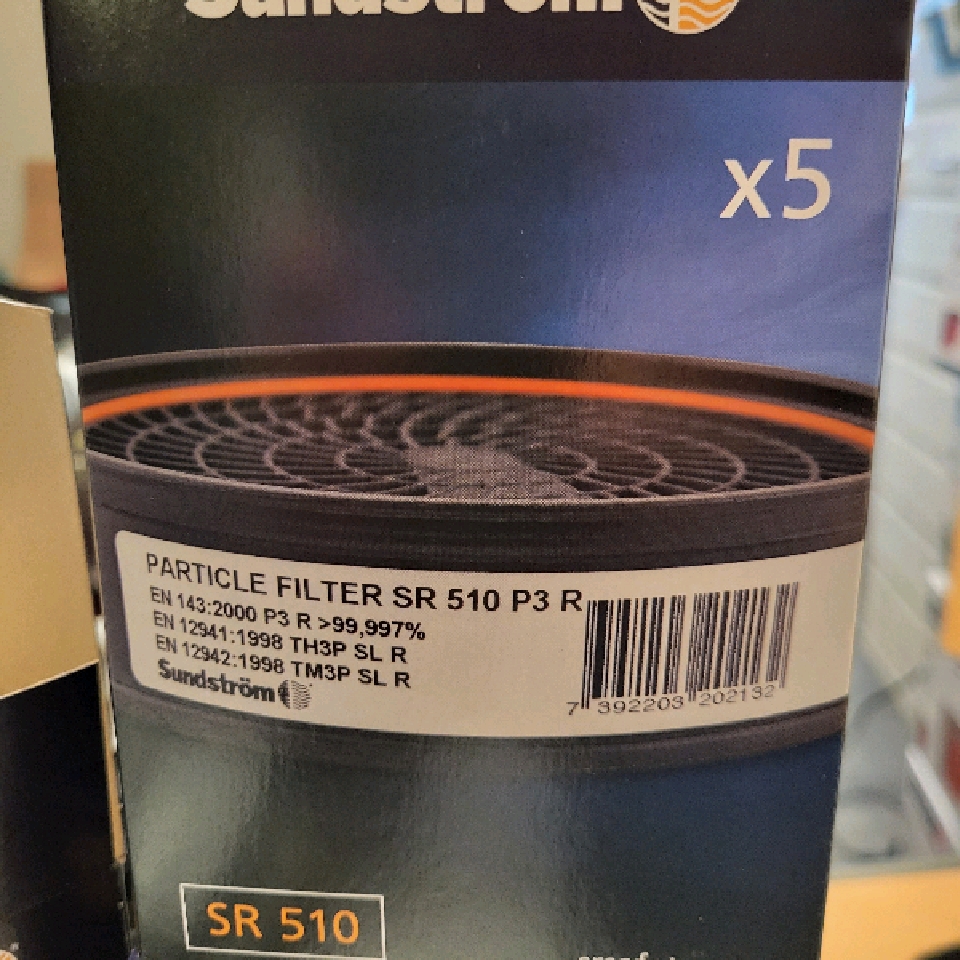 Sundström
x5
PARTICLE FILTER SR 510 P3 R
EN 143:2000 P3 R >99,997%
EN 12941:1998 TH3P SL R
EN 12942:1998 TM3P SL R
Sundström
7 392203 202132
SR 510